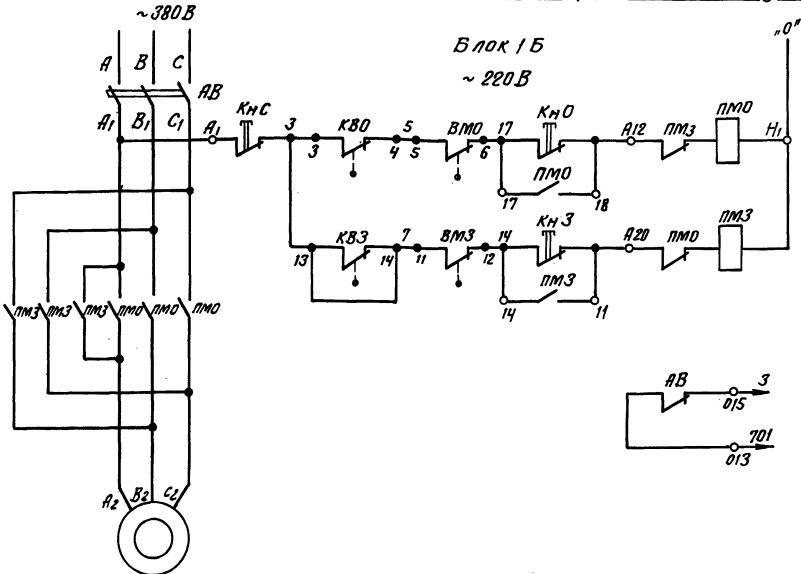 ~380В
Блок 1Б
~220В
„0"
А В С
АВ
А1 В1 С1
А1
КнС
3
3
КВО
4
5
5
ВМО
6
17
КнО
А12
ПМЗ
ПМО
Н1
ПМО
17
18
КВЗ
13
14
7
11
ВМЗ
12
14
КнЗ
А20
ПМО
ПМЗ
ПМЗ
14
11
ПМЗ ПМЗ ПМЗ ПМО ПМО ПМО
АВ
015
3
013
701
А2 В2 С2